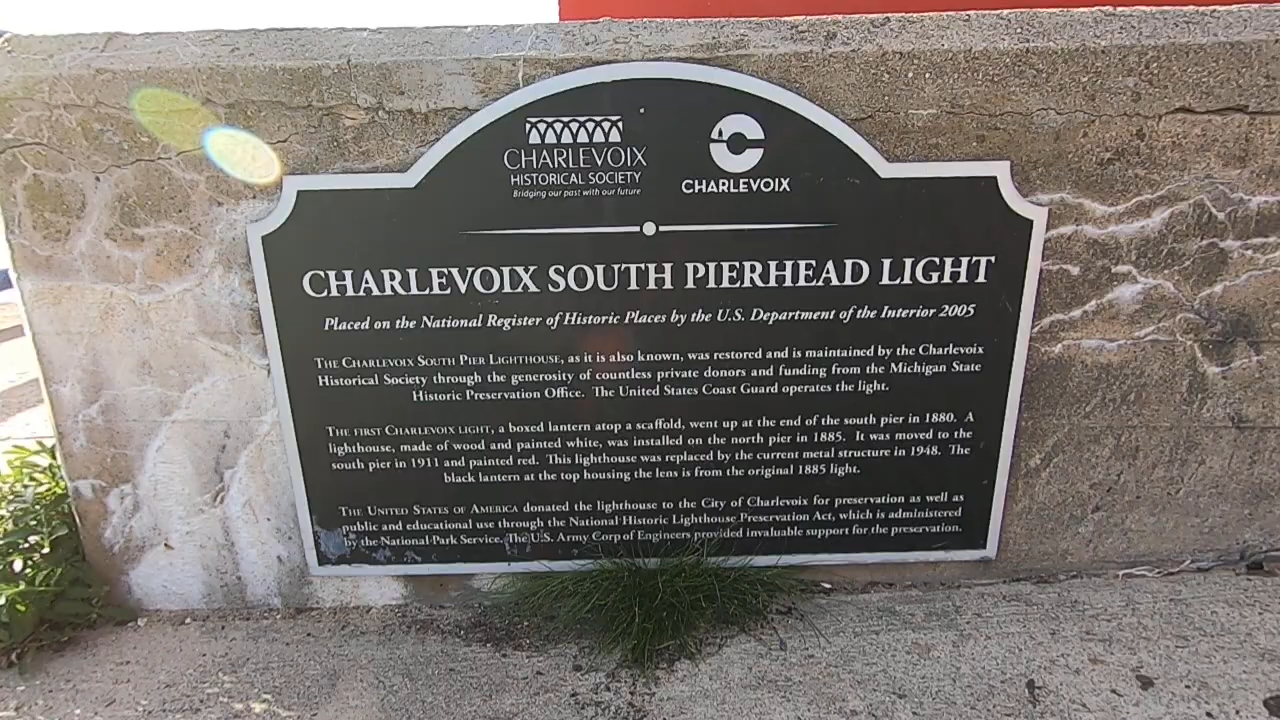 CHARLEVOIX
HISTORICAL SOCIETY
Bridging our past with our future
CHARLEVOIX
CHARLEVOIX SOUTH PIERHEAD LIGHT
Placed on the National Register of Historic Places by the U.S. Department of the Interior 2005
THE CHARLEVOIX SOUTH PIER LIGHTHOUSE, as it is also known, was restored and is maintained by the Charlevoix
Historical Society through the generosity of countless private donors and funding from the Michigan State
Historic Preservation Office. The United States Coast Guard operates the light.
THE FIRST CHARLEVOIX LIGHT, a boxed lantern atop a scaffold, went up at the end of the south pier in 1880. A
lighthouse, made of wood and painted white, was installed on the north pier in 1885. It was moved to the
south pier in 1911 and painted red. This lighthouse was replaced by the current metal structure in 1948. The
black lantern at the top housing the lens is from the original 1885 light.
THE UNITED STATES OF AMERICA donated the lighthouse to the City of Charlevoix for preservation as well as
public and educational use through the National Historic Lighthouse Preservation Act, which is administered
by the National Park Service. The U.S. Army Corp of Engineers provided invaluable support for the preservation.